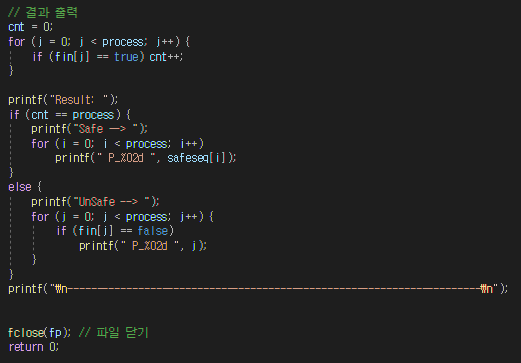 // 결과 출력
cnt = 0;
for (j = 0; j < process; j++) {
if (fin[j] == true) cnt++;
}
printf("Result: ");
if (cnt == process) {
printf("Safe --> ");
for (i = 0; i < process; i++)
printf(" P_%02d ", safeseq[i]);
}
else {
printf("UnSafe --> ");
for (j = 0; j < process; j++) {
if (fin[j] == false)
printf(" P_%02d ", j);
}
}
printf("₩n----------------------------------------------------------------------₩n");
fclose(fp); // 파일 닫기
return 0;